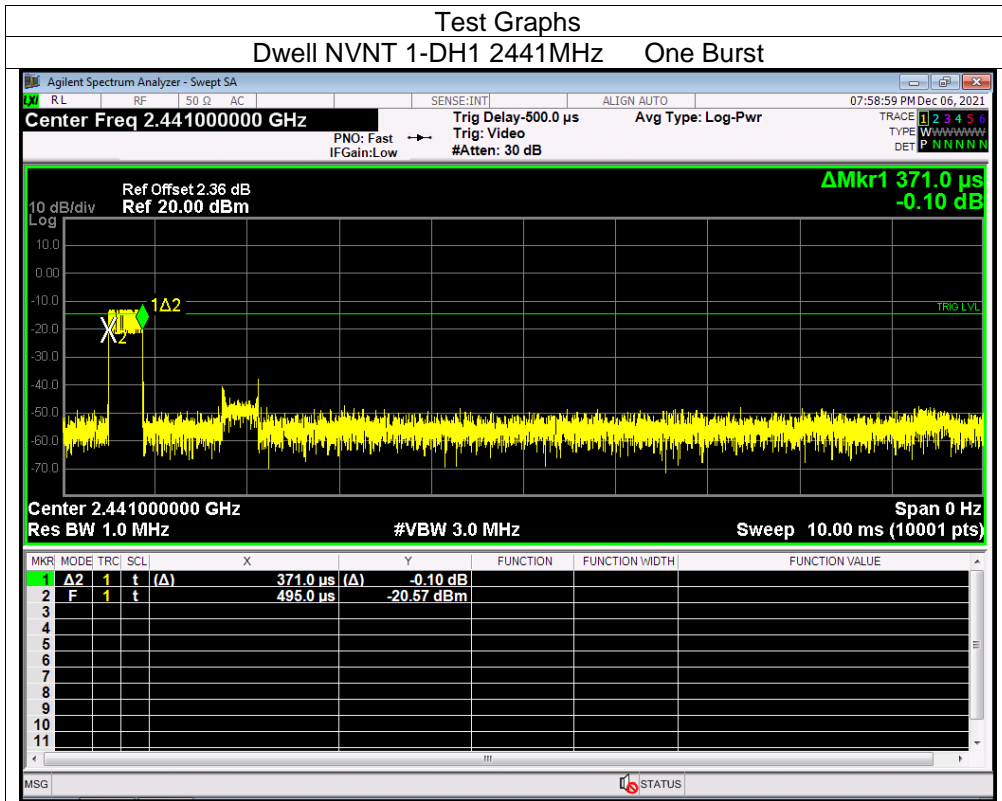 Test Graphs
Dwell NVNT 1-DH1 2441MHz One Burst
Agilent Spectrum Analyzer - Swept SA
LXI RL RF 50 Ω AC SENSE:INT ALIGN AUTO 07:58:59 PM Dec 06, 2021
Center Freq 2.441000000 GHz Trig Delay-500.0 µs Avg Type: Log-Pwr TRACE 1 2 3 4 5 6
PNO: Fast Trig: Video TYPE WWWWWW
IFGain:Low #Atten: 30 dB DET P N N N N N
ΔMkr1 371.0 µs
-0.10 dB
Ref Offset 2.36 dB
10 dB/div Ref 20.00 dBm
Log
10.0
0.00
-10.0
1Δ2
TRIG LVL
-20.0
X2
-30.0
-40.0
-50.0
-60.0
-70.0
Center 2.441000000 GHz Span 0 Hz
Res BW 1.0 MHz #VBW 3.0 MHz Sweep 10.00 ms (10001 pts)
MKR MODE TRC SCL X Y FUNCTION FUNCTION WIDTH FUNCTION VALUE
1 Δ2 1 t (Δ) 371.0 µs (Δ) -0.10 dB
2 F 1 t 495.0 µs -20.57 dBm
3
4
5
6
7
8
9
10
11
MSG STATUS